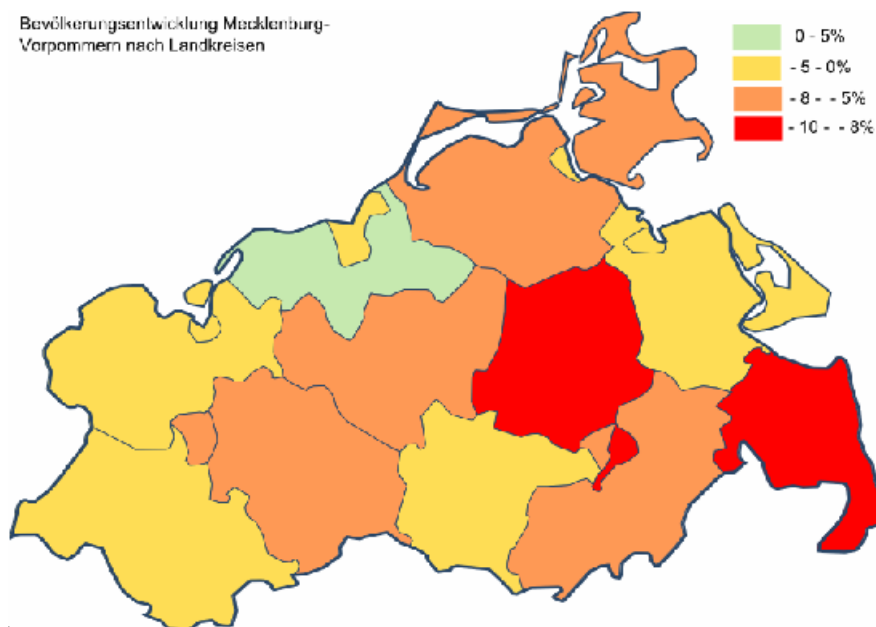 Bevölkerungsentwicklung Mecklenburg-
Vorpommern nach Landkreisen
0 - 5%
- 5 - 0%
- 8 - - 5%
- 10 - - 8%